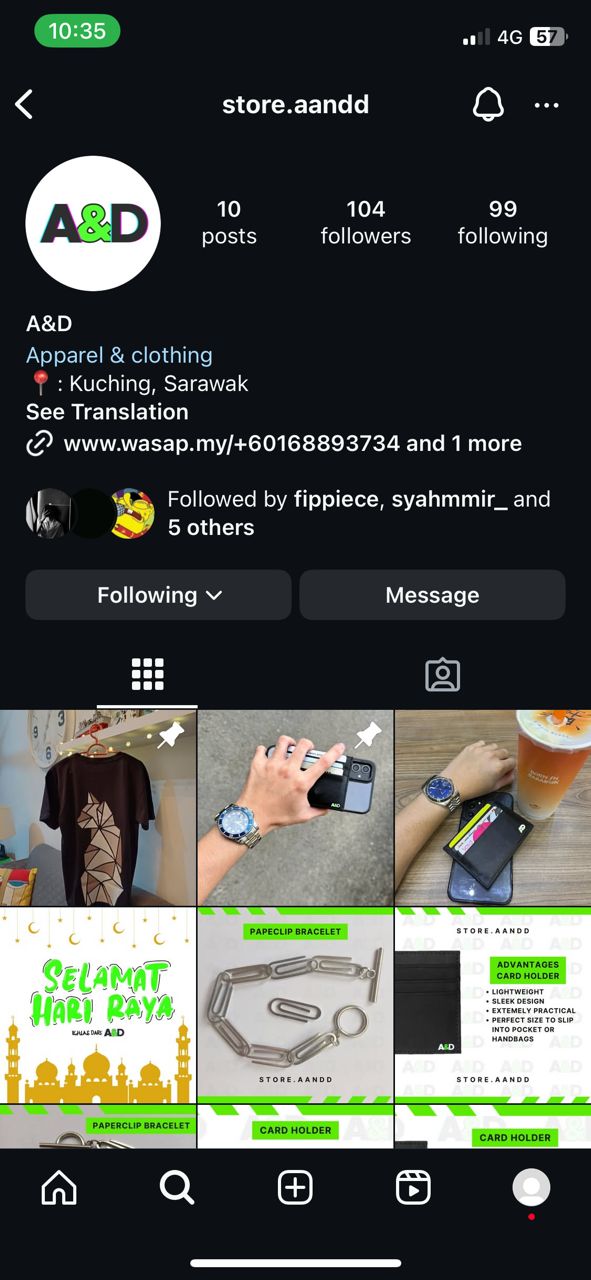 10:35
4G 57
store.aandd
A&D
10
posts
104
followers
99
following
A&D
Apparel & clothing
: Kuching, Sarawak
See Translation
www.wasap.my/+60168893734 and 1 more
Followed by fippiece, syahmmir_ and
5 others
Following
Message
A&D
A&D
SELAMAT
HARI RAYA
IKHLAS DARI A&D
PAPECLIP BRACELET
STORE.AANDD
STORE.AANDD
ADVANTAGES
CARD HOLDER
• LIGHTWEIGHT
• SLEEK DESIGN
• EXTEMELY PRACTICAL
• PERFECT SIZE TO SLIP
INTO POCKET OR
HANDBAGS
A&D
STORE.AANDD
PAPERCLIP BRACELET
CARD HOLDER
CARD HOLDER